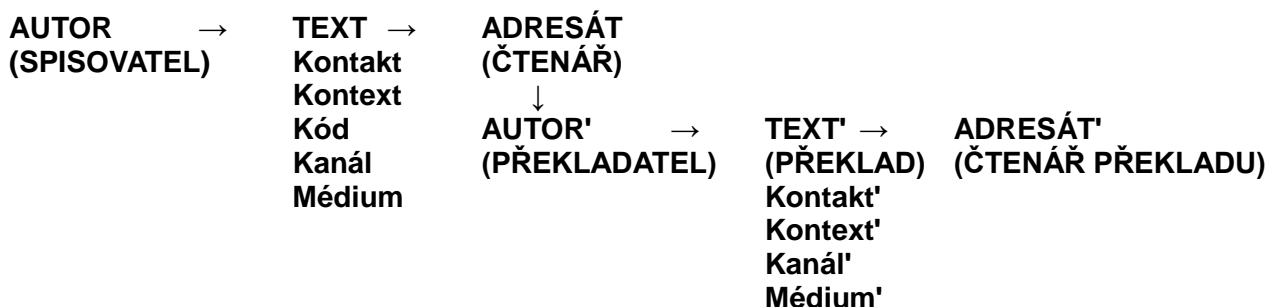 AUTOR → TEXT → ADRESÁT
(SPISOVATEL) Kontakt (ČTENÁŘ)
Kontext ↓
Kód AUTOR' → TEXT' → ADRESÁT'
Kanál (PŘEKLADATEL) (PŘEKLAD) (ČTENÁŘ PŘEKLADU)
Médium Kontakt'
Kontext'
Kanál'
Médium'